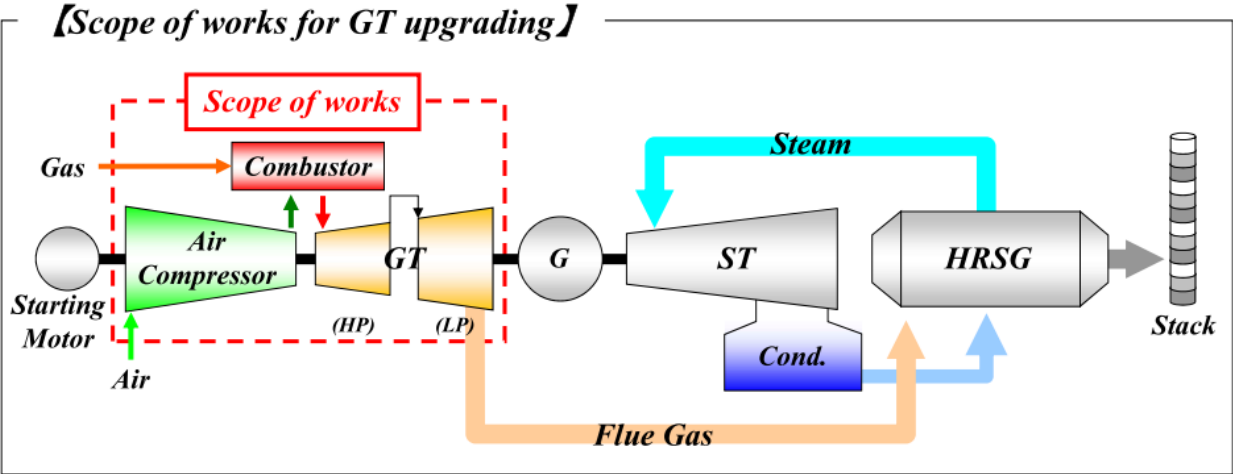 【Scope of works for GT upgrading】
Scope of works
Gas
Combustor
Steam
Air
Compressor
GT
G
ST
HRSG
Starting
Motor
(HP)
(LP)
Stack
Cond.
Air
Flue Gas